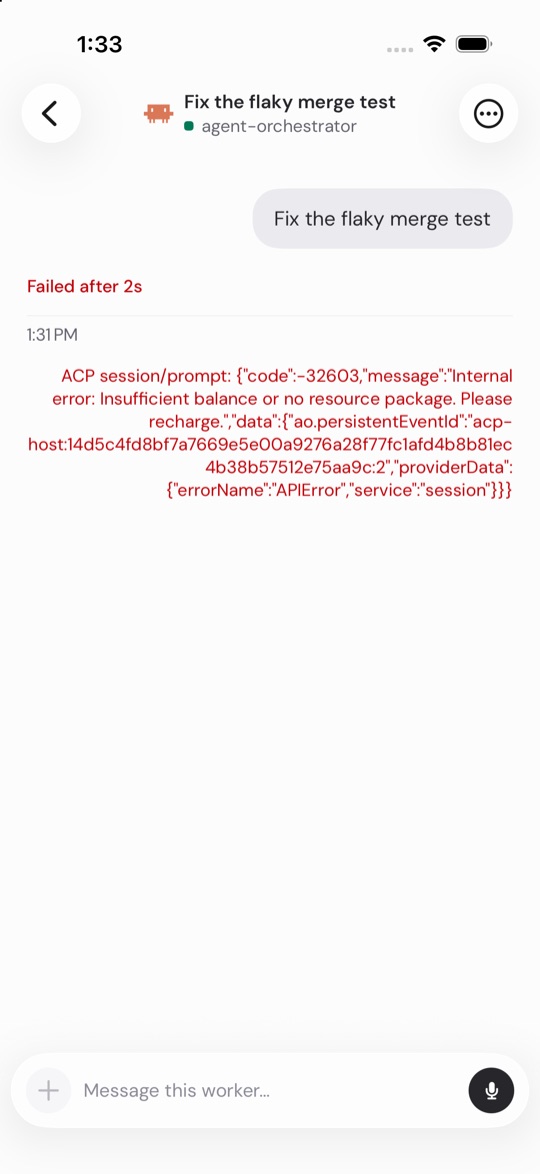 1:33
Fix the flaky merge test
agent-orchestrator
Fix the flaky merge test
Failed after 2s
1:31 PM
ACP session/prompt: {"code":-32603,"message":"Internal
error: Insufficient balance or no resource package. Please
recharge.","data":{"ao.persistentEventId":"acp-
host:14d5c4fd8bf7a7669e5e00a9276a28f77fc1afd4b8b81ec
4b38b57512e75aa9c:2","providerData":
{"errorName":"APIError","service":"session"}}}
Message this worker...